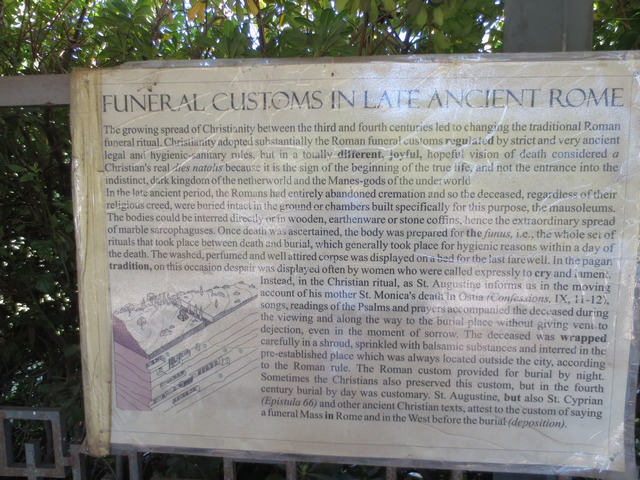 FUNERAL CUSTOMS IN LATE ANCIENT ROME
The growing spread of Christianity between the third and fourth centuries led to changing the traditional Roman
funeral ritual. Christianity adopted substantially the Roman funeral customs regulated by strict and very ancient
legal and hygienic-sanitary rules, but in a totally different, joyful, hopeful vision of death considered a
Christian's real dies natolis because it is the sign of the beginning of the true life, and not the entrance into the
indistinct, dark kingdom of the netherworld and the Manes-gods of the underworld
In the late ancient period, the Romans had entirely abandoned cremation and so the deceased, regardless of their
religious creed, were buried intact in the ground or chambers built specifically for this purpose, the mausoleums.
The bodies could be interred directly or in wooden, earthenware or stone coffins, hence the extraordinary spread
of marble sarcophaguses. Once death was ascertained, the body was prepared for the funus, i.e., the whole set of
rituals that took place between death and burial, which generally took place for hygienic reasons within a day of
the death. The washed, perfumed and well attired corpse was displayed on a bed for the last farewell. In the pagan
tradition, on this occasion despair was displayed often by women who were called expressly to cry and lament.
Instead, in the Christian ritual, as St. Augustine informs us in the moving
account of his mother St. Monica's death in Ostia (Confessions, IX, 11-12),
songs, readings of the Psalms and prayers accompanied the deceased during
the viewing and along the way to the burial place without giving vent to
dejection, even in the moment of sorrow. The deceased was wrapped
carefully in a shroud, sprinkled with balsamic substances and interred in the
pre-established place which was always located outside the city, according
to the Roman rule. The Roman custom provided for burial by night.
Sometimes the Christians also preserved this custom, but in the fourth
century burial by day was customary. St. Augustine, but also St. Cyprian
(Epistula 66) and other ancient Christian texts, attest to the custom of saying
a funeral Mass in Rome and in the West before the burial (deposition).